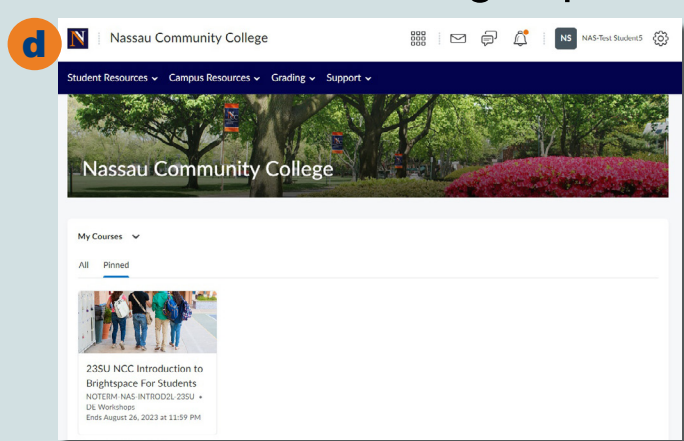 d
N Nassau Community College NS NAS-Test Student5
Student Resources Campus Resources Grading Support
Nassau Community College
My Courses
All Pinned
23SU NCC Introduction to
Brightspace For Students
NOTERM-NAS-INTROD2L-23SU •
DE Workshops
Ends August 26, 2023 at 11:59 PM